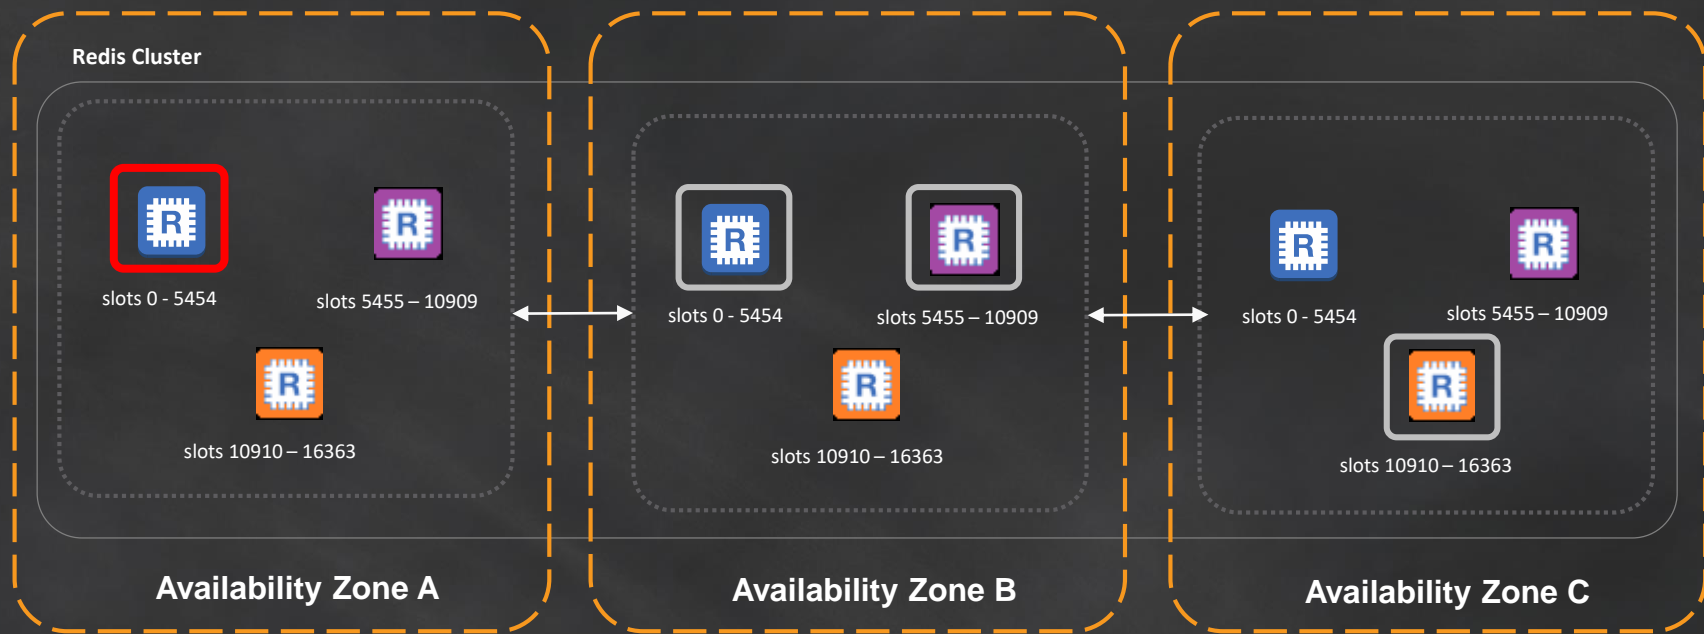 Redis Cluster
R
R
slots 0 - 5454
slots 5455 – 10909
R
slots 10910 – 16363
Availability Zone A
R
R
slots 0 - 5454
slots 5455 – 10909
R
slots 10910 – 16363
Availability Zone B
R
R
slots 0 - 5454
slots 5455 – 10909
R
slots 10910 – 16363
Availability Zone C